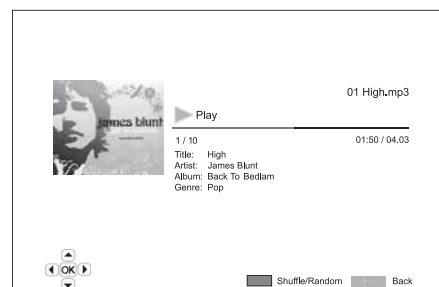 01 High.mp3
james blunt
Play
1 / 10
01:50 / 04.03
Title: High
Artist: James Blunt
Album: Back To Bedlam
Genre: Pop
OK
Shuffle/Random
Back